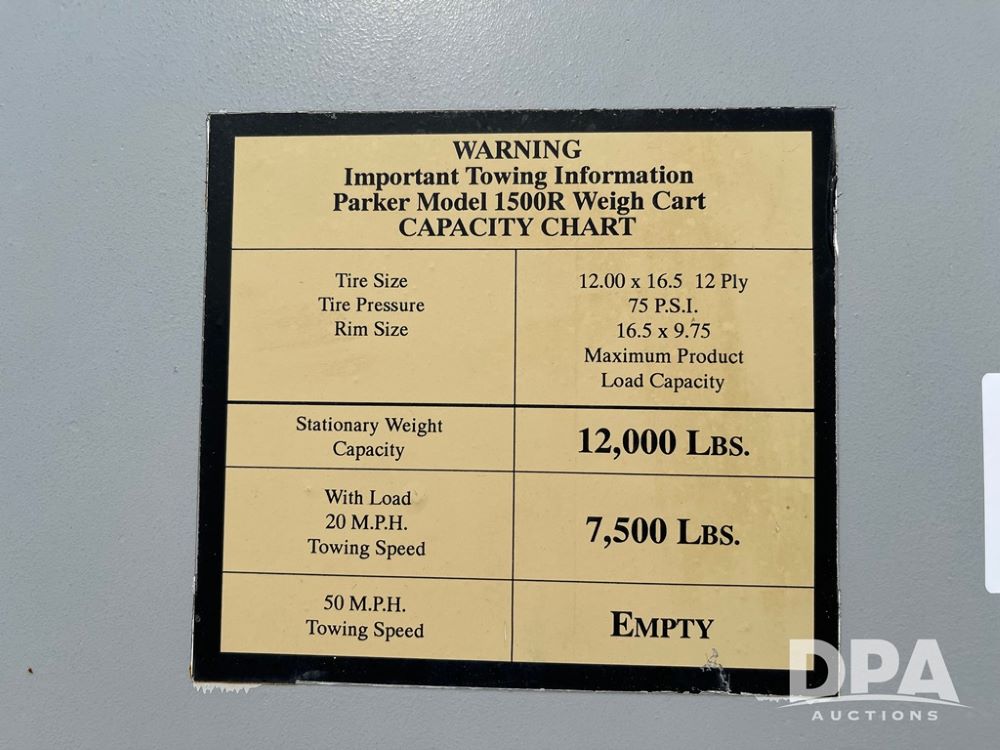 WARNING
Important Towing Information
Parker Model 1500R Weigh Cart
CAPACITY CHART
Tire Size
Tire Pressure
Rim Size
12.00 x 16.5 12 Ply
75 P.S.I.
16.5 x 9.75
Maximum Product
Load Capacity
Stationary Weight
Capacity
12,000 LBS.
With Load
20 M.P.H.
Towing Speed
7,500 LBS.
50 M.P.H.
Towing Speed
EMPTY
DPA
AUCTIONS